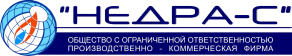 "НЕДРА-С"
ОБЩЕСТВО С ОГРАНИЧЕННОЙ ОТВЕТСТВЕННОСТЬЮ
ПРОИЗВОДСТВЕННО - КОММЕРЧЕСКАЯ ФИРМА